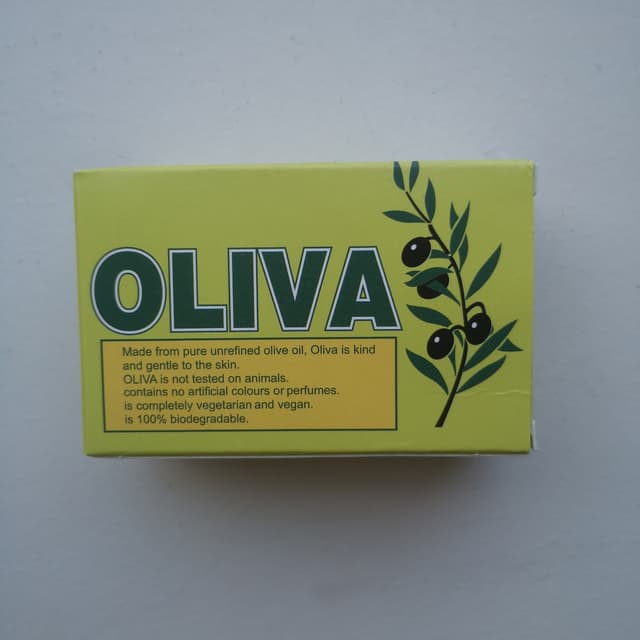 OLIVA
Made from pure unrefined olive oil, Oliva is kind
and gentle to the skin.
OLIVA is not tested on animals.
contains no artificial colours or perfumes.
is completely vegetarian and vegan.
is 100% biodegradable.